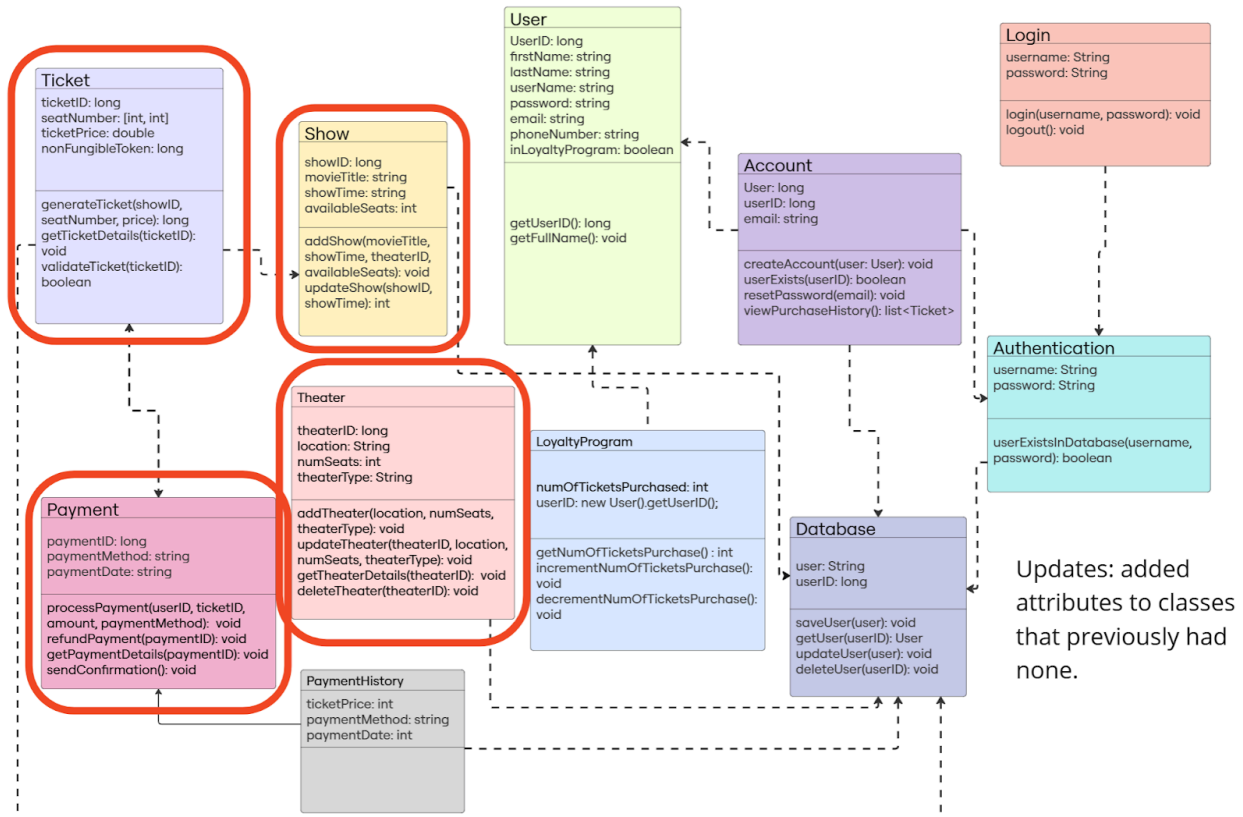 User
UserID: long
firstName: string
lastName: string
userName: string
password: string
email: string
phoneNumber: string
inLoyaltyProgram: boolean
getUserID(): long
getFullName(): void
Login
username: String
password: String
login(username, password): void
logout(): void
Ticket
ticketID: long
seatNumber: [int, int]
ticketPrice: double
nonFungibleToken: long
generateTicket(showID,
seatNumber, price): long
getTicketDetails(ticketID):
void
validateTicket(ticketID):
boolean
Show
showID: long
movieTitle: string
showTime: string
availableSeats: int
addShow(movieTitle,
showTime, theaterID,
availableSeats): void
updateShow(showID,
showTime): int
Account
User: long
userID: long
email: string
createAccount(user: User): void
userExists(userID): boolean
resetPassword(email): void
viewPurchaseHistory(): list<Ticket>
Authentication
username: String
password: String
userExistsInDatabase(username,
password): boolean
Theater
theaterID: long
location: String
numSeats: int
theaterType: String
addTheater(location, numSeats,
theaterType): void
updateTheater(theaterID, location,
numSeats, theaterType): void
getTheaterDetails(theaterID): void
deleteTheater(theaterID): void
LoyaltyProgram
numOfTicketsPurchased: int
userID: new User().getUserID();
getNumOfTicketsPurchase() : int
incrementNumOfTicketsPurchase():
void
decrementNumOfTicketsPurchase():
void
Payment
paymentID: long
paymentMethod: string
paymentDate: string
processPayment(userID, ticketID,
amount, paymentMethod): void
refundPayment(paymentID): void
getPaymentDetails(paymentID): void
sendConfirmation(): void
Database
user: String
userID: long
saveUser(user): void
getUser(userID): User
updateUser(user): void
deleteUser(userID): void
Updates: added
attributes to classes
that previously had
none.
PaymentHistory
ticketPrice: int
paymentMethod: string
paymentDate: int